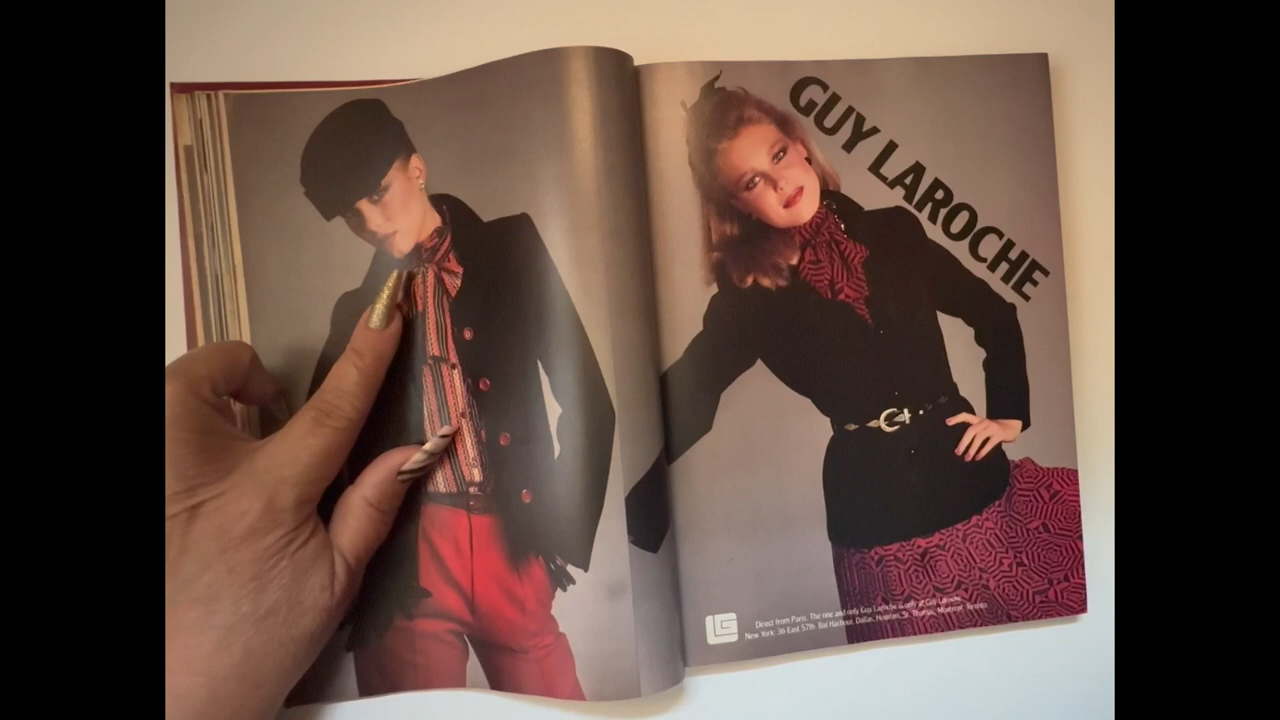 GUY LAROCHE
LG
Direct from Paris. The one and only Guy Laroche is only at Guy Laroche.
New York: 36 East 57th. Bal Harbour, Dallas, Houston, St. Thomas, Montreal, Toronto.